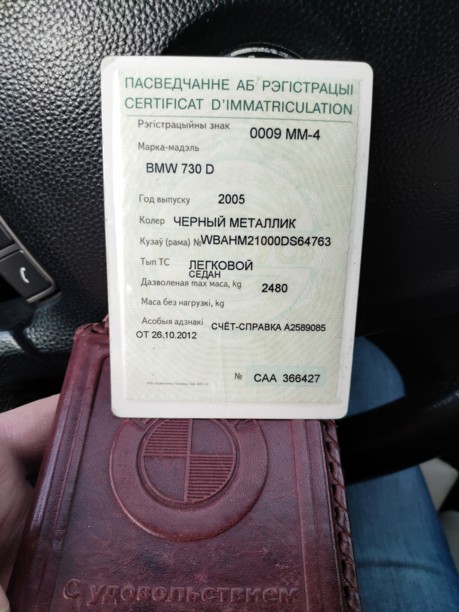 ПАСВЕДЧАННЕ АБ РЭГІСТРАЦЫІ
CERTIFICAT D'IMMATRICULATION
Рэгістрацыйны знак 0009 ММ-4
Марка-мадэль
BMW 730 D
Год выпуску 2005
Колер ЧЕРНЫЙ МЕТАЛЛИК
Кузаў (рама) № WBAHM21000DS64763
Тып ТС ЛЕГКОВОЙ
СЕДАН
Дазволеная max маса, kg 2480
Маса без нагрузкі, kg
Асобыя адзнакі СЧЁТ-СПРАВКА А2589085
ОТ 26.10.2012
№ САА 366427
С удовольствием